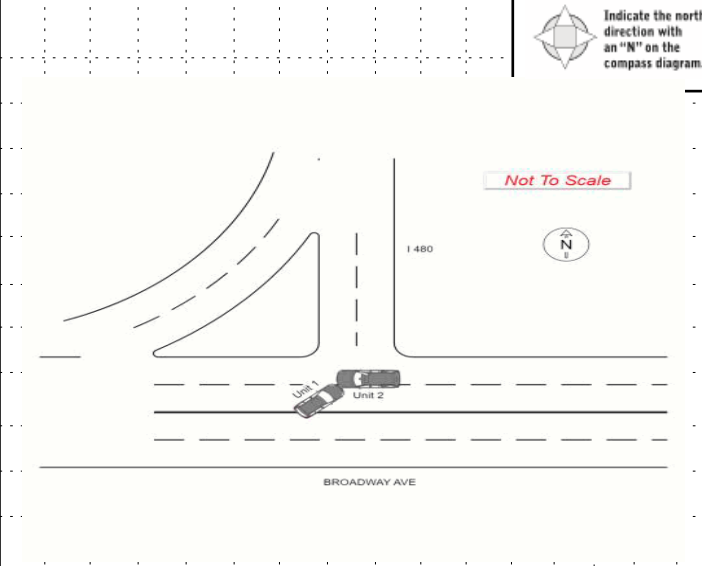 Indicate the north
direction with
an “N” on the
compass diagram.
Not To Scale
N
I 480
Unit 1
Unit 2
BROADWAY AVE